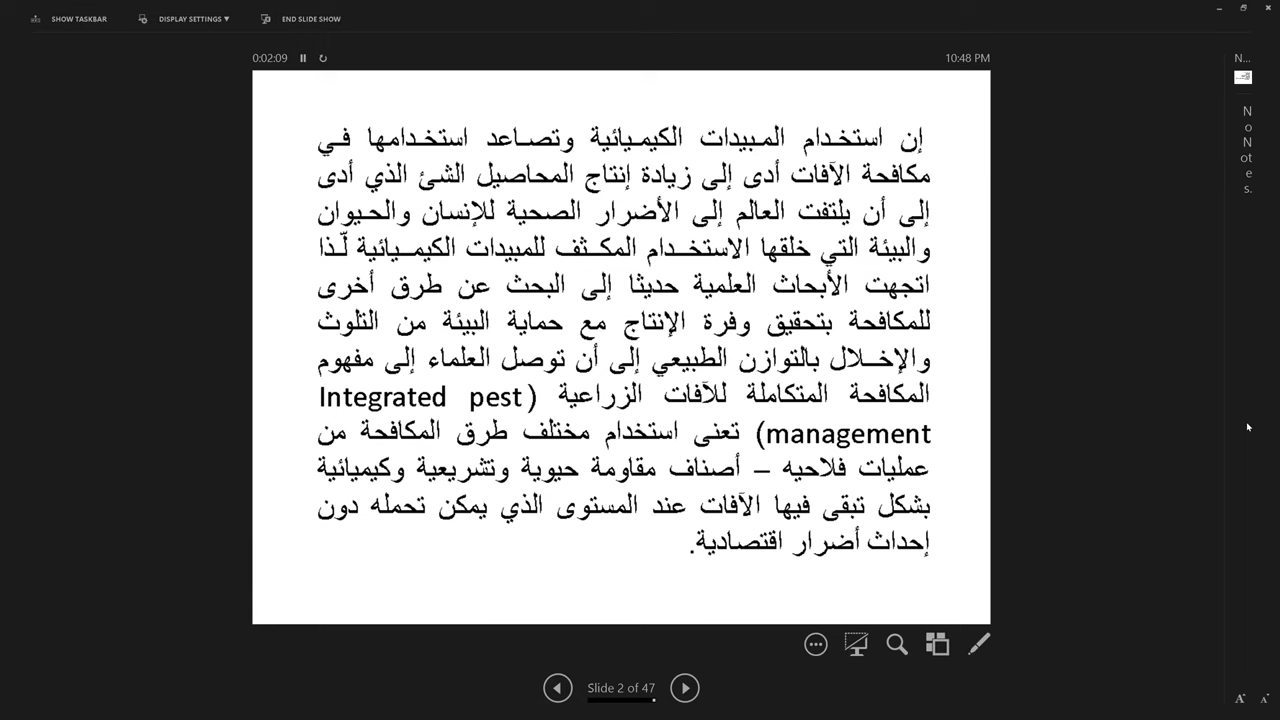 SHOW TASKBAR
DISPLAY SETTINGS ▼
END SLIDE SHOW
0:02:09
10:48 PM
إن استخدام المبيدات الكيميائية وتصاعد استخدامها في
مكافحة الآفات أدى إلى زيادة إنتاج المحاصيل الشئ الذي أدى
إلى أن يلتفت العالم إلى الأضرار الصحية للإنسان والحيوان
والبيئة التي خلقها الاستخدام المكثف للمبيدات الكيميائية لّذا
اتجهت الأبحاث العلمية حديثا إلى البحث عن طرق أخرى
للمكافحة بتحقيق وفرة الإنتاج مع حماية البيئة من التلوث
والإخلال بالتوازن الطبيعي إلى أن توصل العلماء إلى مفهوم
المكافحة المتكاملة للآفات الزراعية (Integrated pest
management) تعنى استخدام مختلف طرق المكافحة من
عمليات فلاحيه – أصناف مقاومة حيوية وتشريعية وكيميائية
بشكل تبقى فيها الآفات عند المستوى الذي يمكن تحمله دون
إحداث أضرار اقتصادية.
Slide 2 of 47
N...
No Notes.